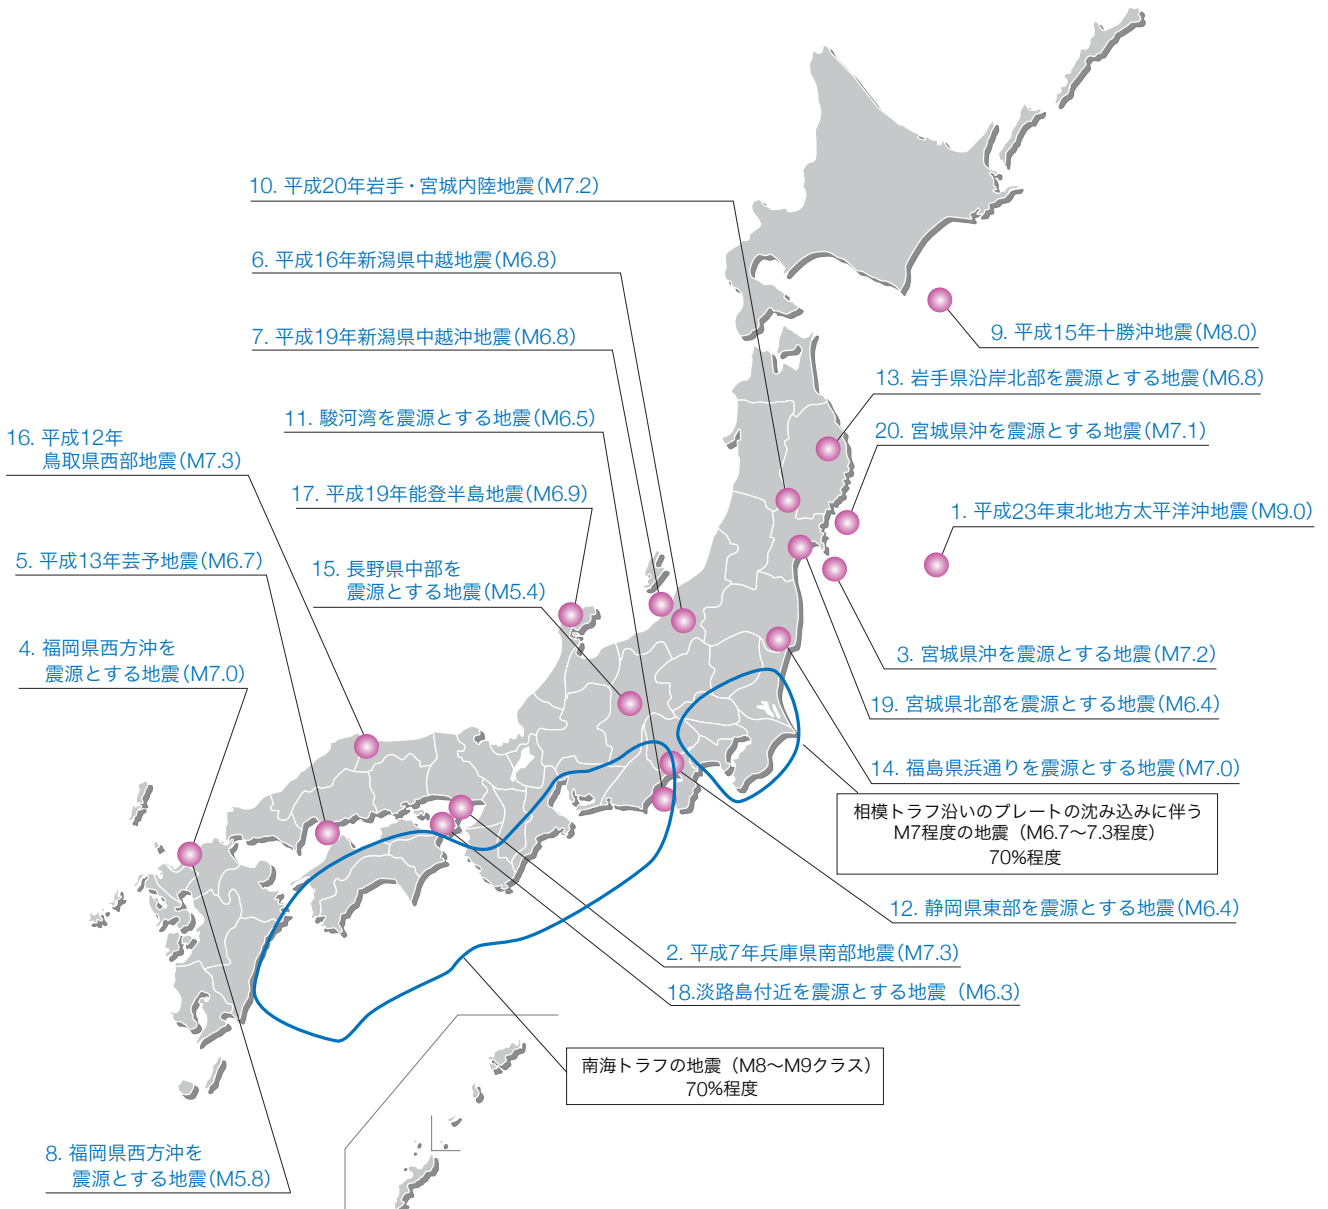 10. 平成20年岩手・宮城内陸地震(M7.2)
6. 平成16年新潟県中越地震(M6.8)
7. 平成19年新潟県中越沖地震(M6.8)
9. 平成15年十勝沖地震(M8.0)
13. 岩手県沿岸北部を震源とする地震(M6.8)
11. 駿河湾を震源とする地震(M6.5)
20. 宮城県沖を震源とする地震(M7.1)
16. 平成12年
鳥取県西部地震(M7.3)
17. 平成19年能登半島地震(M6.9)
1. 平成23年東北地方太平洋沖地震(M9.0)
5. 平成13年芸予地震(M6.7)
15. 長野県中部を
震源とする地震(M5.4)
4. 福岡県西方沖を
震源とする地震(M7.0)
3. 宮城県沖を震源とする地震(M7.2)
19. 宮城県北部を震源とする地震(M6.4)
14. 福島県浜通りを震源とする地震(M7.0)
相模トラフ沿いのプレートの沈み込みに伴う
M7程度の地震（M6.7～7.3程度）
70%程度
12. 静岡県東部を震源とする地震(M6.4)
2. 平成7年兵庫県南部地震(M7.3)
18.淡路島付近を震源とする地震（M6.3)
南海トラフの地震（M8～M9クラス）
70%程度
8. 福岡県西方沖を
震源とする地震(M5.8)